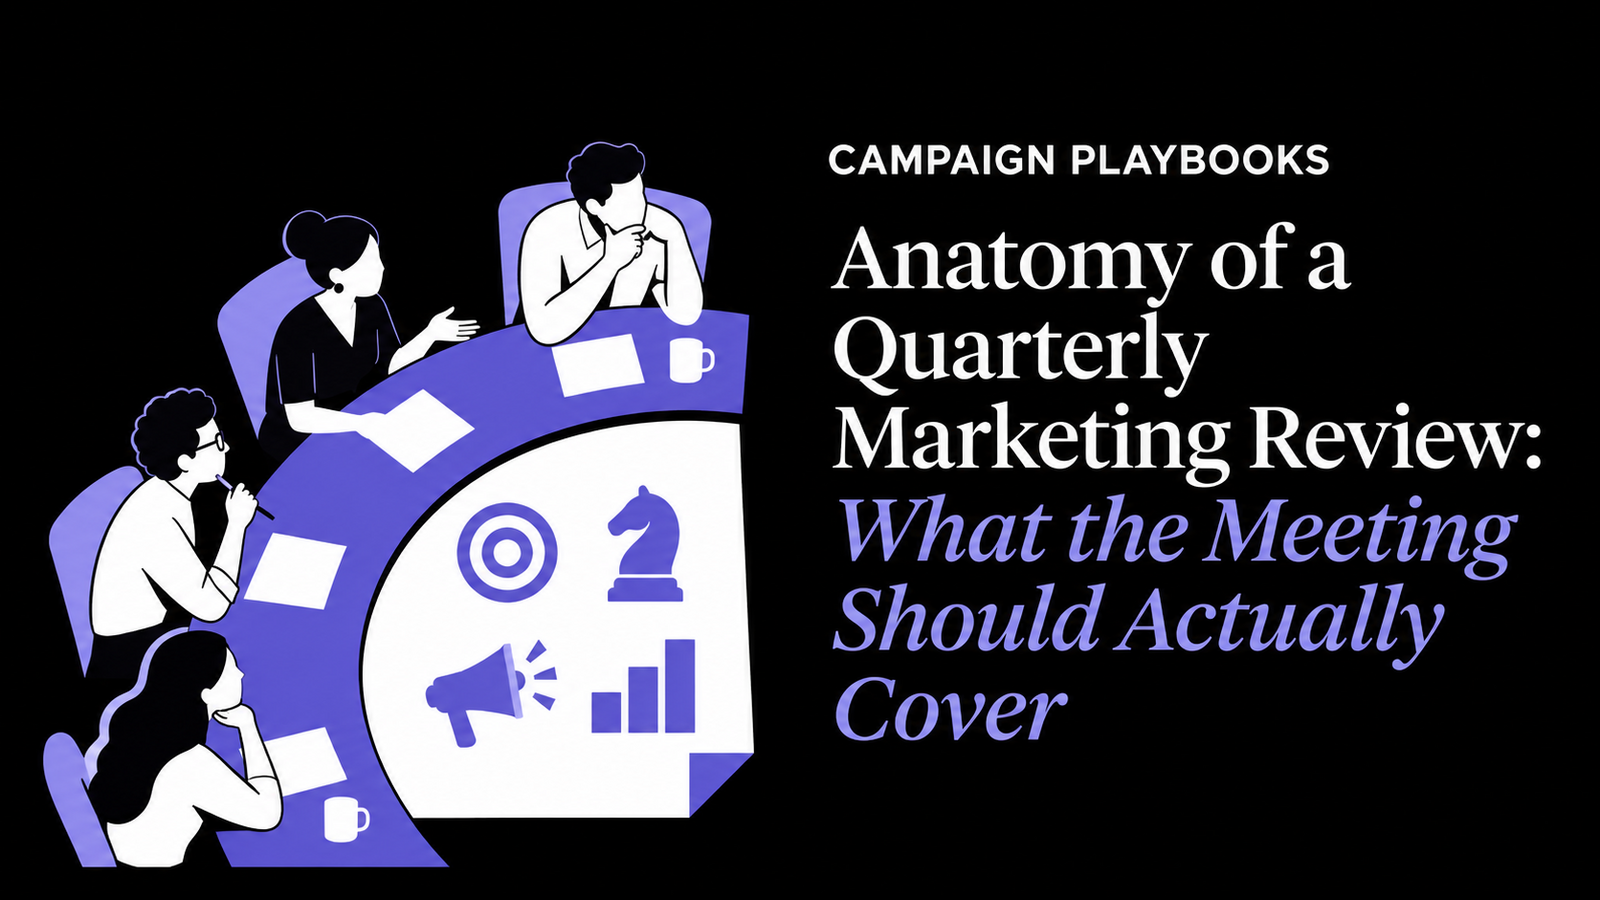 CAMPAIGN PLAYBOOKS
Anatomy of a
Quarterly
Marketing Review:
What the Meeting
Should Actually
Cover